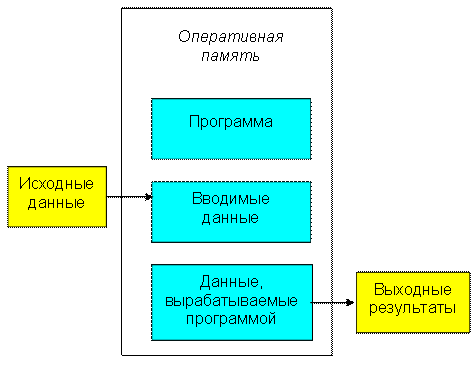 Оперативная
память
Программа
Исходные
данные
Вводимые
данные
Данные,
вырабатываемые
программой
Выходные
результаты